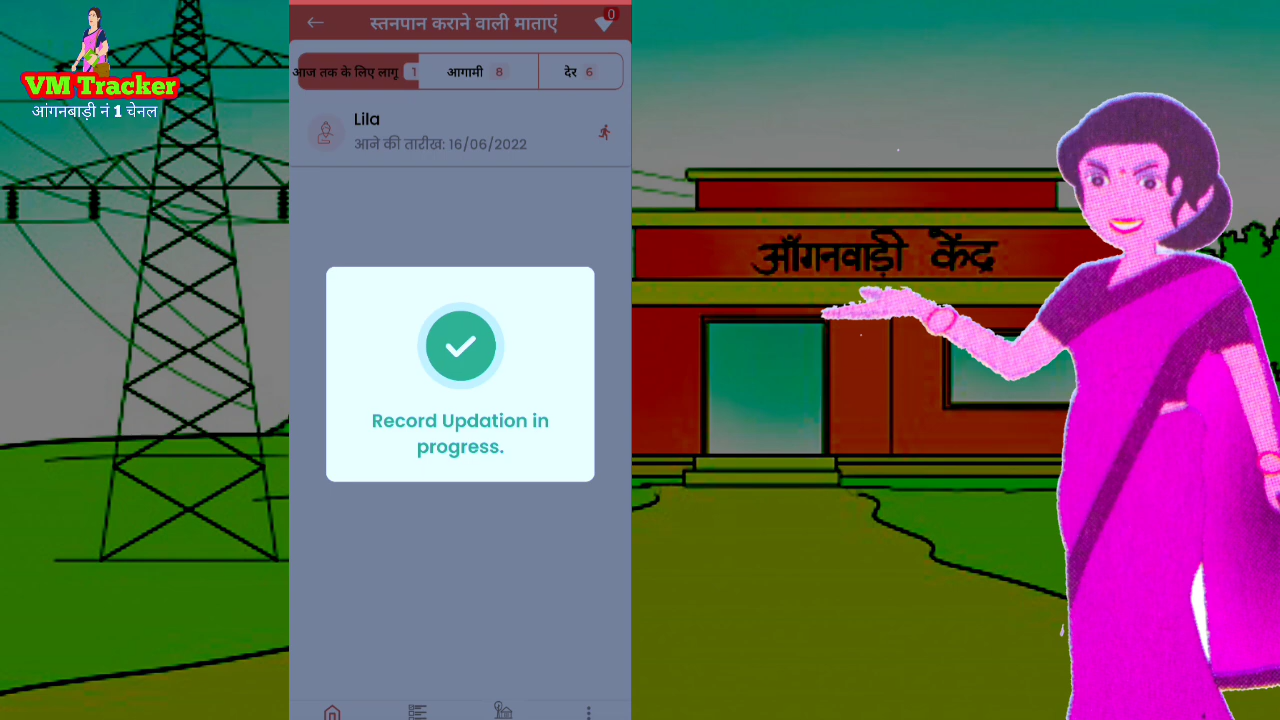 VM Tracker
आंगनबाड़ी नं 1 चेनल
स्तनपान कराने वाली माताएं
0
आज तक के लिए लागू 1 आगामी 8 देर 6
Lila
आने की तारीख: 16/06/2022
Record Updation in
progress.
आँगनवाड़ी केंद्र